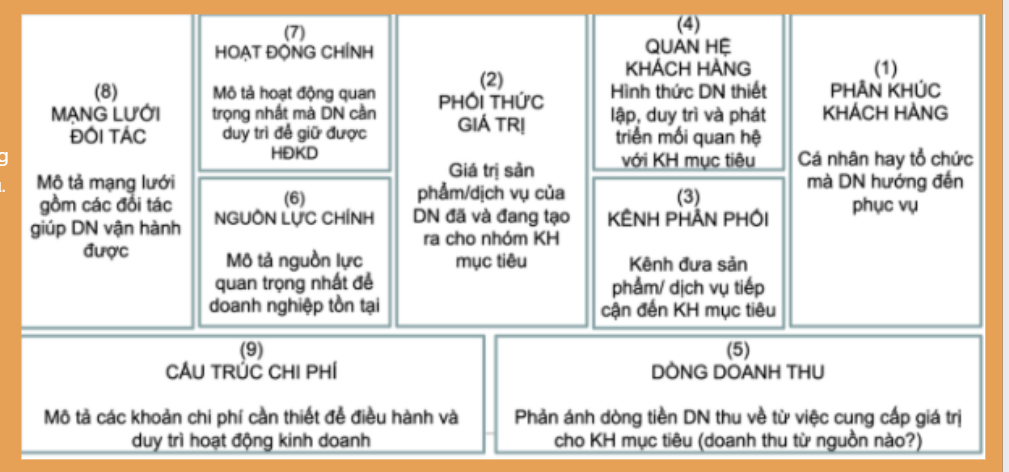 (8)
MẠNG LƯỚI
ĐỐI TÁC
Mô tả mạng lưới
gồm các đối tác
giúp DN vận hành
được
(7)
HOẠT ĐỘNG CHÍNH
Mô tả hoạt động quan
trọng nhất mà DN cần
duy trì để giữ được
HĐKD
(6)
NGUỒN LỰC CHÍNH
Mô tả nguồn lực
quan trọng nhất để
doanh nghiệp tồn tại
(2)
PHỐI THỨC
GIÁ TRỊ
Giá trị sản
phẩm/dịch vụ của
DN đã và đang tạo
ra cho nhóm KH
mục tiêu
(4)
QUAN HỆ
KHÁCH HÀNG
Hình thức DN thiết
lập, duy trì và phát
triển mối quan hệ
với KH mục tiêu
(3)
KÊNH PHÂN PHỐI
Kênh đưa sản
phẩm/ dịch vụ tiếp
cận đến KH mục tiêu
(1)
PHÂN KHÚC
KHÁCH HÀNG
Cá nhân hay tổ chức
mà DN hướng đến
phục vụ
(9)
CẤU TRÚC CHI PHÍ
Mô tả các khoản chi phí cần thiết để điều hành và
duy trì hoạt động kinh doanh
(5)
DÒNG DOANH THU
Phản ánh dòng tiền DN thu về từ việc cung cấp giá trị
cho KH mục tiêu (doanh thu từ nguồn nào?)